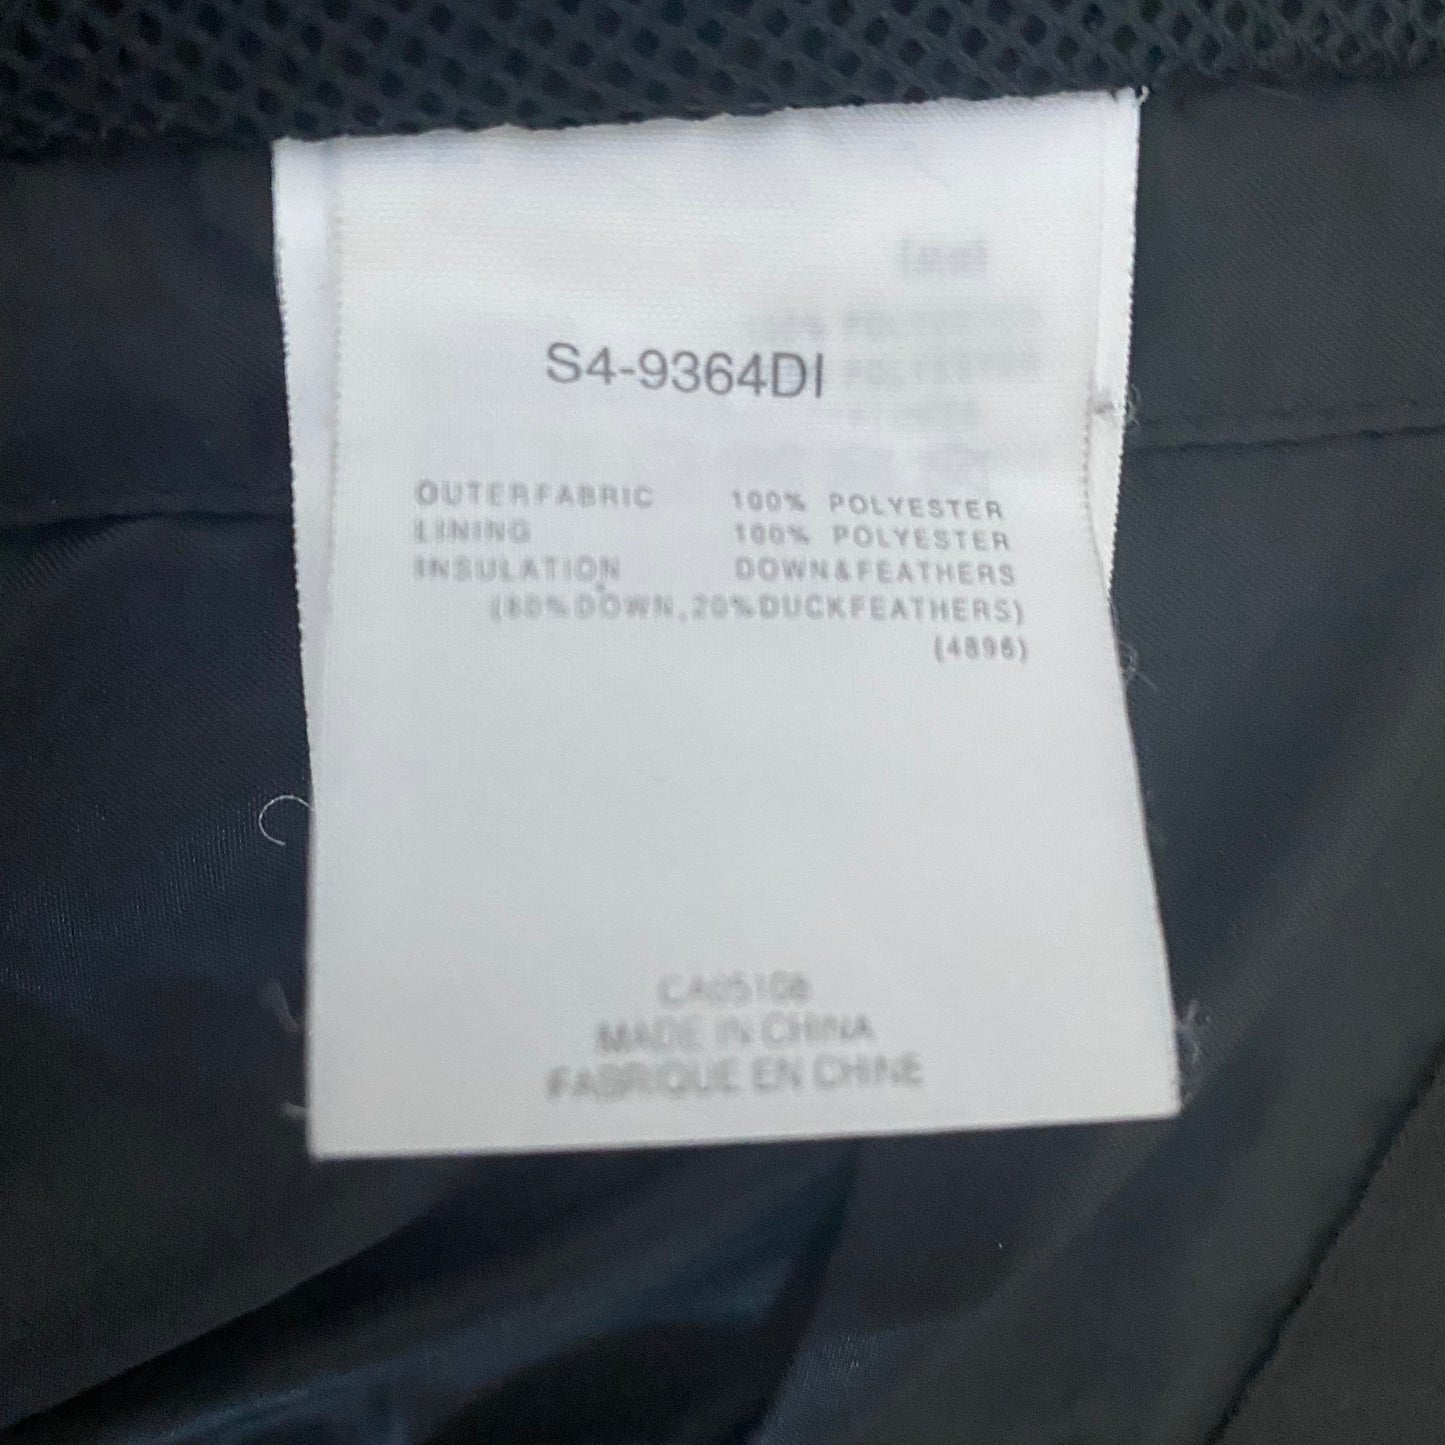 S4-9364DI
OUTERFABRIC 100% POLYESTER
LINING 100% POLYESTER
INSULATION DOWN&FEATHERS
(80%DOWN,20%DUCKFEATHERS)
(4896)
CA05108
MADE IN CHINA
FABRIQUE EN CHINE